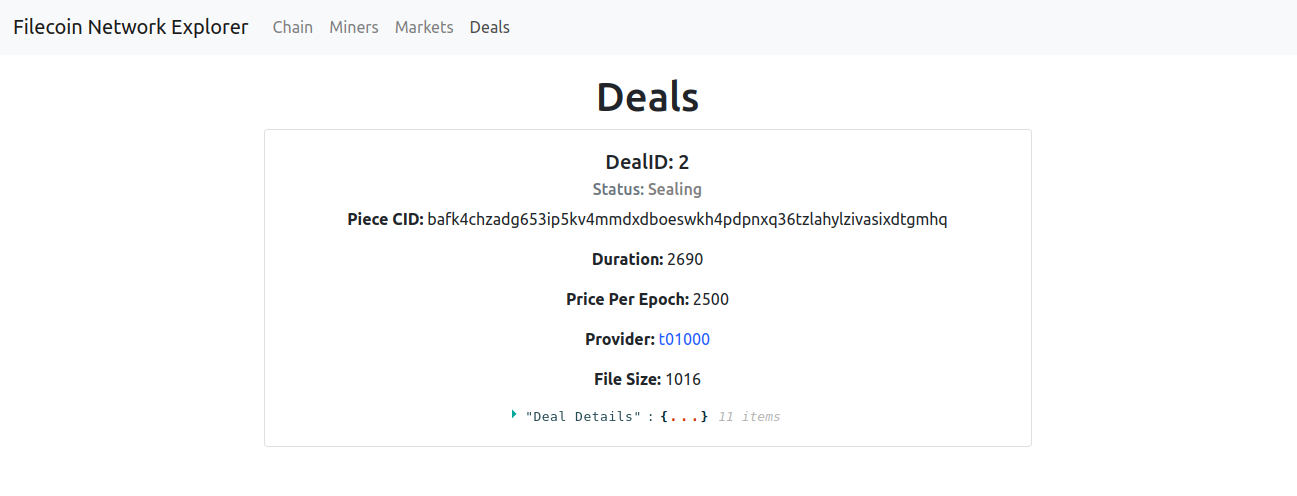 Filecoin Network Explorer Chain Miners Markets Deals
Deals
DealID: 2
Status: Sealing
Piece CID: bafk4chzadg653ip5kv4mmdxdboeswkh4pdpnxq36tzlahylzivasixdtgmhq
Duration: 2690
Price Per Epoch: 2500
Provider: t01000
File Size: 1016
"Deal Details" : {...} 11 items